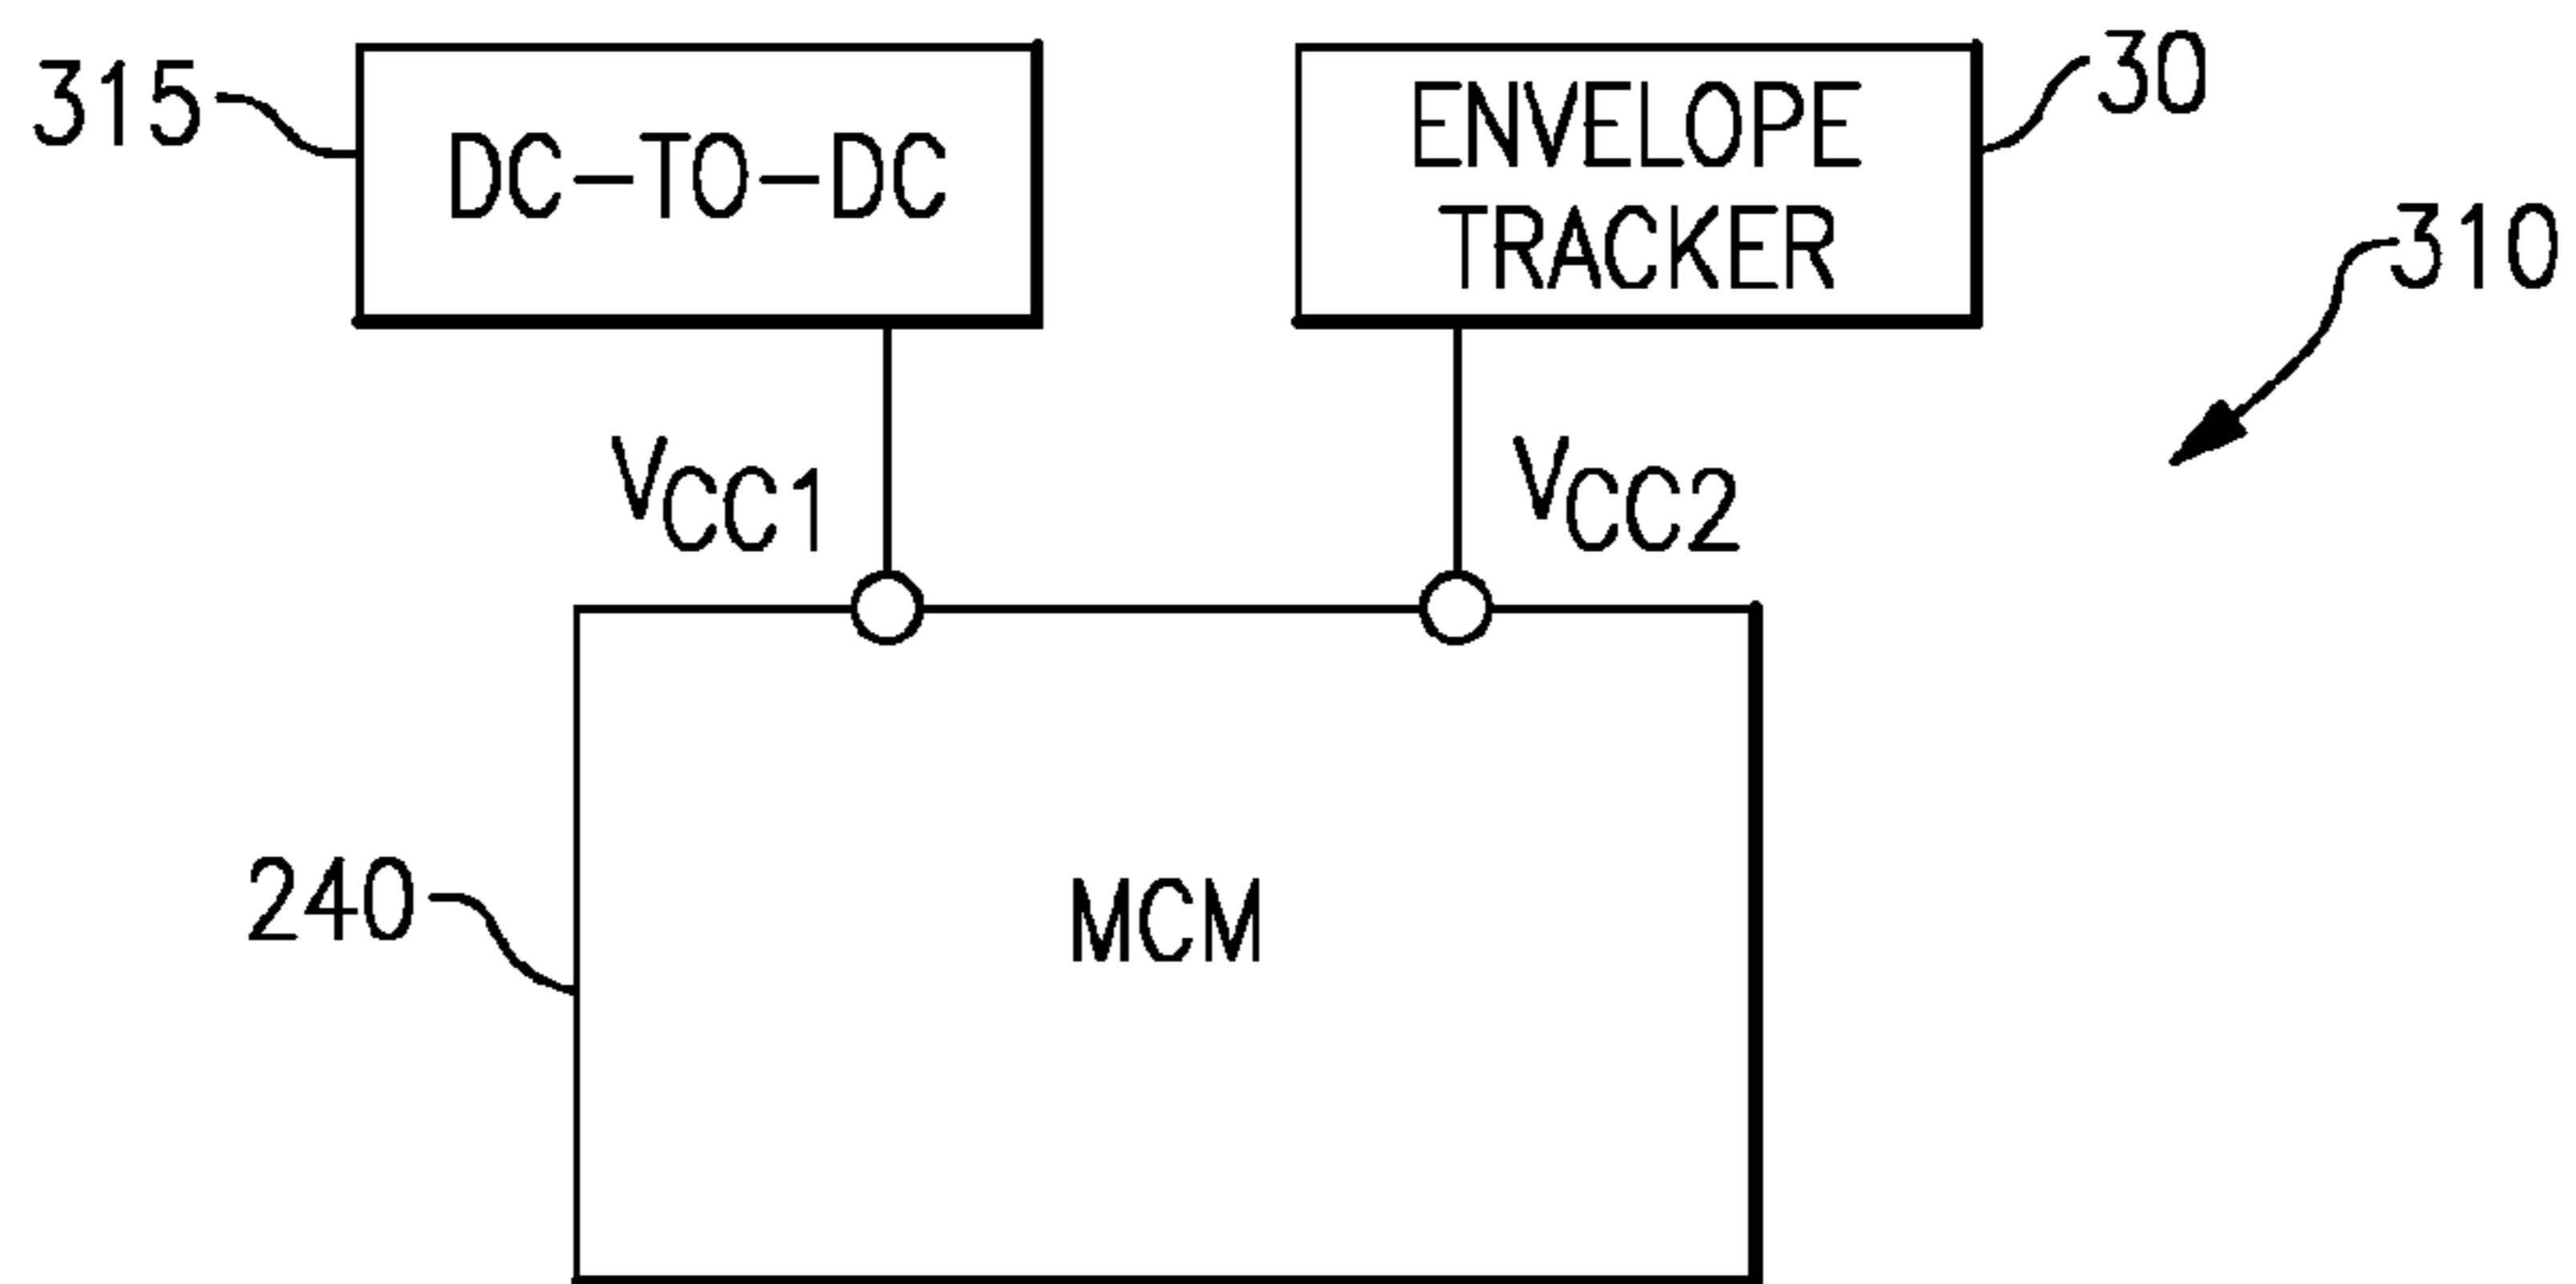 315
DC-TO-DC
ENVELOPE
TRACKER
30
310
VCC1
VCC2
240
MCM